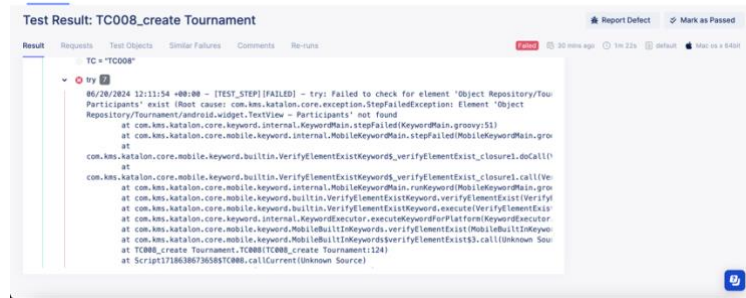 Test Result: TC008_create Tournament
Report Defect
Mark as Passed
Result Requests Test Objects Similar Failures Comments Re-runs
Failed 30 mins ago 1m 22s default Mac os x 64bit
TC = "TC008"
try 7
06/20/2024 12:11:54 +00:00 - [TEST_STEP][FAILED] - try: Failed to check for element 'Object Repository/Tou
Participants' exist (Root cause: com.kms.katalon.core.exception.StepFailedException: Element 'Object
Repository/Tournament/android.widget.TextView - Participants' not found
at com.kms.katalon.core.keyword.internal.KeywordMain.stepFailed(KeywordMain.groovy:51)
at com.kms.katalon.core.mobile.keyword.internal.MobileKeywordMain.stepFailed(MobileKeywordMain.gro
at
com.kms.katalon.core.mobile.keyword.builtin.VerifyElementExistKeyword$_verifyElementExist_closure1.doCall(
at
com.kms.katalon.core.mobile.keyword.builtin.VerifyElementExistKeyword$_verifyElementExist_closure1.call(Ve
at com.kms.katalon.core.mobile.keyword.internal.MobileKeywordMain.runKeyword(MobileKeywordMain.gro
at com.kms.katalon.core.mobile.keyword.builtin.VerifyElementExistKeyword.verifyElementExist(Verify
at com.kms.katalon.core.mobile.keyword.builtin.VerifyElementExistKeyword.execute(VerifyElementExis
at com.kms.katalon.core.keyword.internal.KeywordExecutor.executeKeywordForPlatform(KeywordExecutor
at com.kms.katalon.core.mobile.keyword.MobileBuiltInKeywords.verifyElementExist(MobileBuiltInKeywo
at com.kms.katalon.core.mobile.keyword.MobileBuiltInKeywords$verifyElementExist$3.call(Unknown Sou
at TC008_create Tournament.TC008(TC008_create Tournament:124)
at Script1718638673658$TC008.callCurrent(Unknown Source)